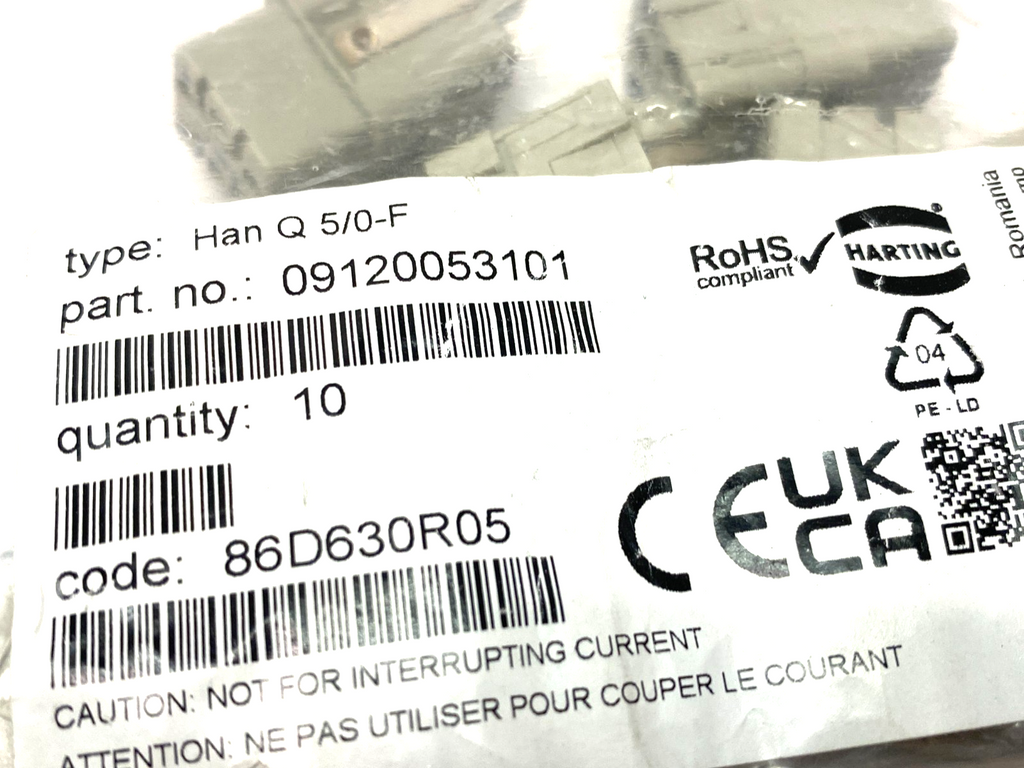 type: Han Q 5/0-F
part. no.: 09120053101
quantity: 10
code: 86D630R05
CAUTION: NOT FOR INTERRUPTING CURRENT
ATTENTION: NE PAS UTILISER POUR COUPER LE COURANT
RoHS
compliant
HARTING
04
PE-LD
CE
UK
CA
Romania